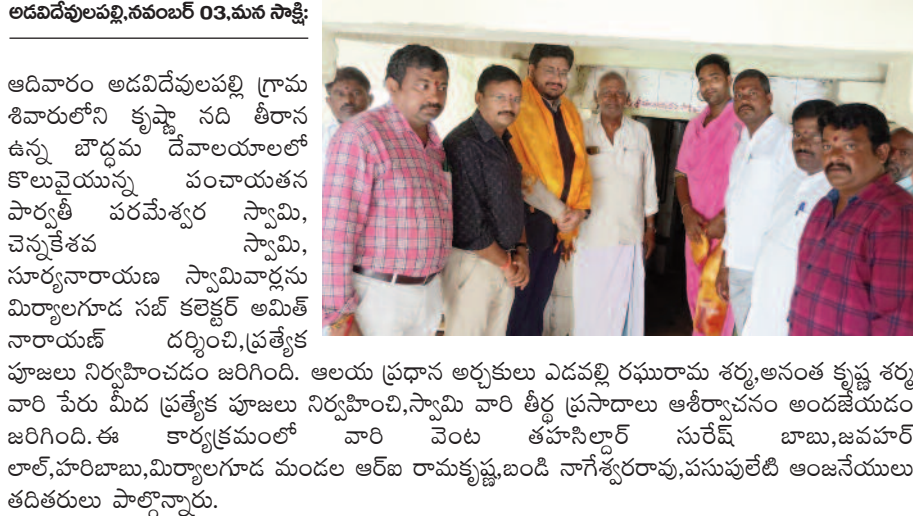 అడవిదేవులపల్లి,నవంబర్ 03,మన సాక్షి:
ఆదివారం అడవిదేవులపల్లి గ్రామ
శివారులోని కృష్ణా నది తీరాన
ఉన్న బౌద్ధమ దేవాలయాలలో
కొలువైయున్న పంచాయతన
పార్వతీ పరమేశ్వర స్వామి,
చెన్నకేశవ స్వామి,
సూర్యనారాయణ స్వామివార్లను
మిర్యాలగూడ సబ్ కలెక్టర్ అమిత్
నారాయణ్ దర్శించి,ప్రత్యేక
పూజలు నిర్వహించడం జరిగింది. ఆలయ ప్రధాన అర్చకులు ఎడవల్లి రఘురామ శర్మ,అనంత కృష్ణ శర్మ
వారి పేరు మీద ప్రత్యేక పూజలు నిర్వహించి,స్వామి వారి తీర్థ ప్రసాదాలు ఆశీర్వాచనం అందజేయడం
జరిగింది.ఈ కార్యక్రమంలో వారి వెంట తహసిల్దార్ సురేష్ బాబు,జవహర్
లాల్,హరిబాబు,మిర్యాలగూడ మండల ఆర్ఐ రామకృష్ణ,బండి నాగేశ్వరరావు,పసుపులేటి ఆంజనేయులు
తదితరులు పాల్గొన్నారు.